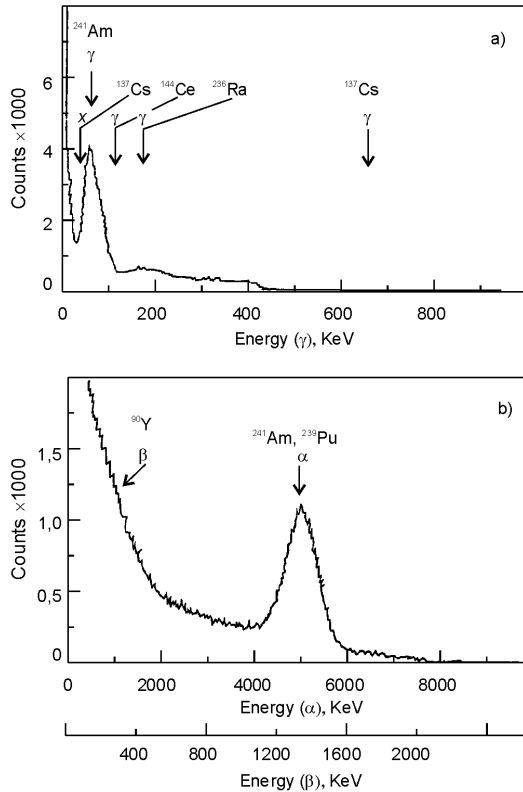 a)
²⁴¹Am
γ
¹³⁷Cs ¹⁴⁴Ce ²³⁶Ra ¹³⁷Cs
x γ γ γ
Counts ×1000
6
4
2
0
0 200 400 600 800
Energy (γ), KeV
b)
⁹⁰Y
β
²⁴¹Am, ²³⁹Pu
α
Counts ×1000
1,5
1,0
0,5
0
0 2000 4000 6000 8000
Energy (α), KeV
400 800 1200 1600 2000
Energy (β), KeV